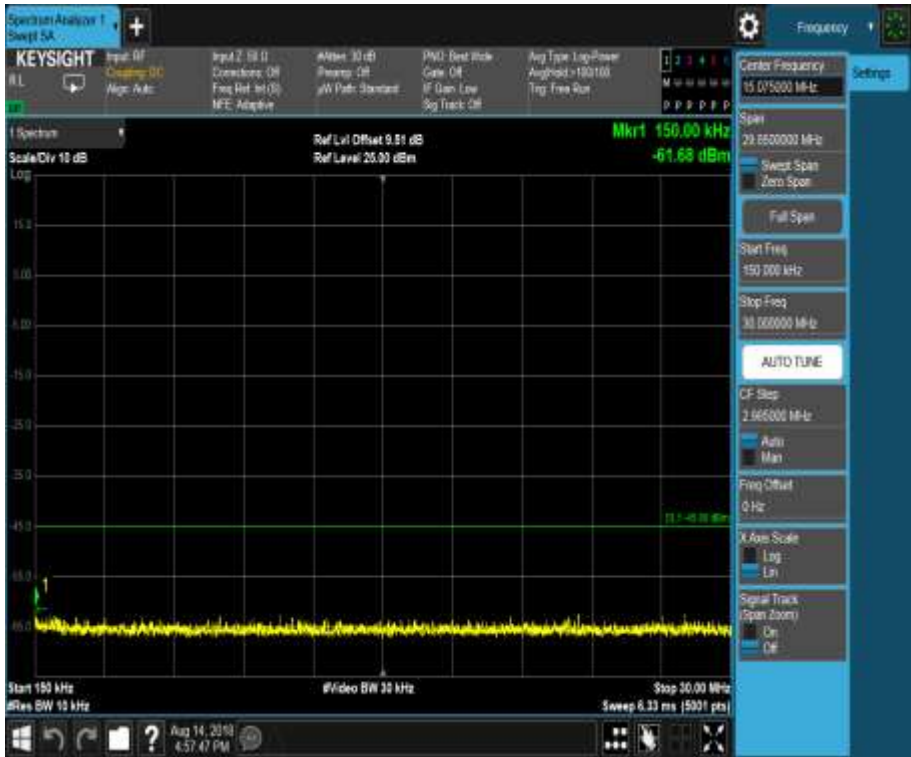 Spectrum Analyzer 1
Swept SA
+
Frequency
KEYSIGHT
Input: RF
Coupling: DC
Align: Auto
Input Z: 50 Ω
Corrections: Off
Freq Ref: Int (S)
NFE: Adaptive
#Atten: 30 dB
Preamp: Off
µW Path: Standard
PNO: Best Wide
Gate: Off
IF Gain: Low
Sig Track: Off
Avg Type: Log-Power
Avg|Hold:>100/100
Trig: Free Run
1 2 3 4 5 6
M W W W W W
P P P P P P
Center Frequency
15.075000 MHz
Settings
1 Spectrum
Scale/Div 10 dB
Log
Ref Lvl Offset 9.51 dB
Ref Level 25.00 dBm
Mkr1 150.00 kHz
-61.68 dBm
Span
29.8500000 MHz
Swept Span
Zero Span
Full Span
Start Freq
150.000 kHz
Stop Freq
30.000000 MHz
AUTO TUNE
CF Step
2.985000 MHz
Auto
Man
Freq Offset
0 Hz
X Axis Scale
Log
Lin
Signal Track
(Span Zoom)
On
Off
15.0
5.00
-5.00
-15.0
-25.0
-35.0
-45.0
-55.0
-65.0
1
Start 150 kHz
#Res BW 10 kHz
#Video BW 30 kHz
Stop 30.00 MHz
Sweep 6.33 ms (5001 pts)
?
Aug 14, 2018
4:57:47 PM